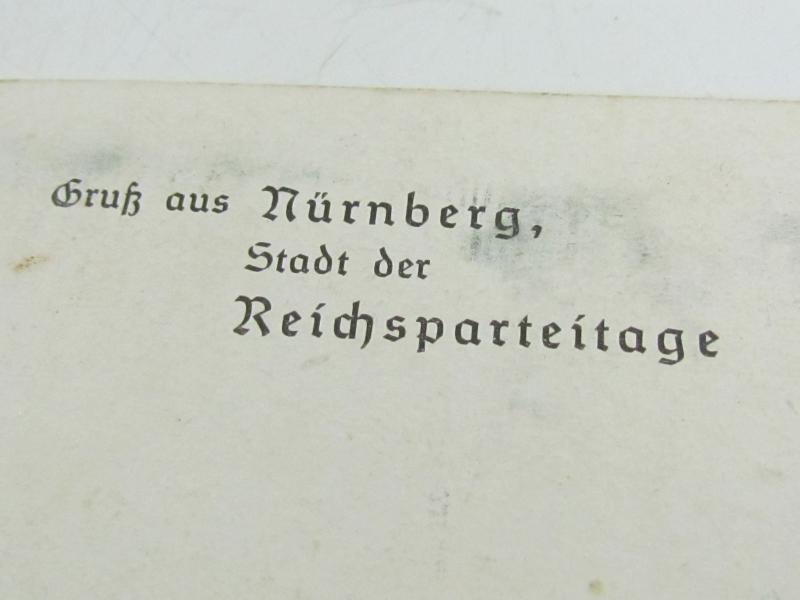 Gruß aus Nürnberg,
Stadt der
Reichsparteitage